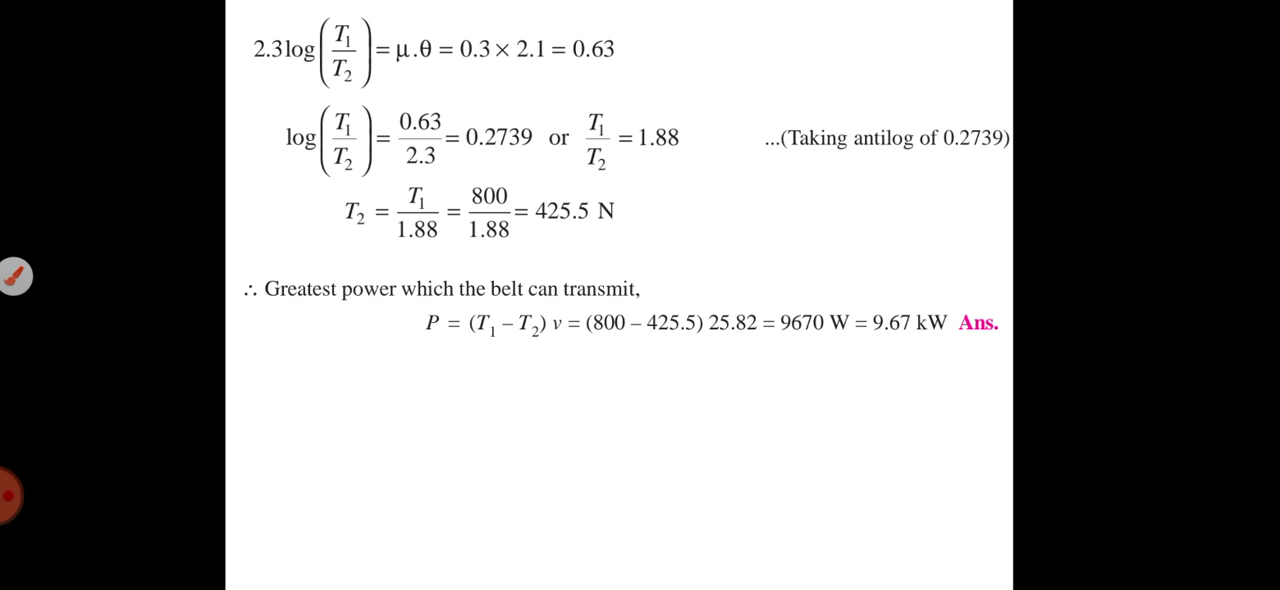 2.3 log (T₁/T₂) = μ.θ = 0.3 × 2.1 = 0.63
log (T₁/T₂) = 0.63/2.3 = 0.2739 or T₁/T₂ = 1.88 ...(Taking antilog of 0.2739)
T₂ = T₁/1.88 = 800/1.88 = 425.5 N
∴ Greatest power which the belt can transmit,
P = (T₁ – T₂) v = (800 – 425.5) 25.82 = 9670 W = 9.67 kW Ans.